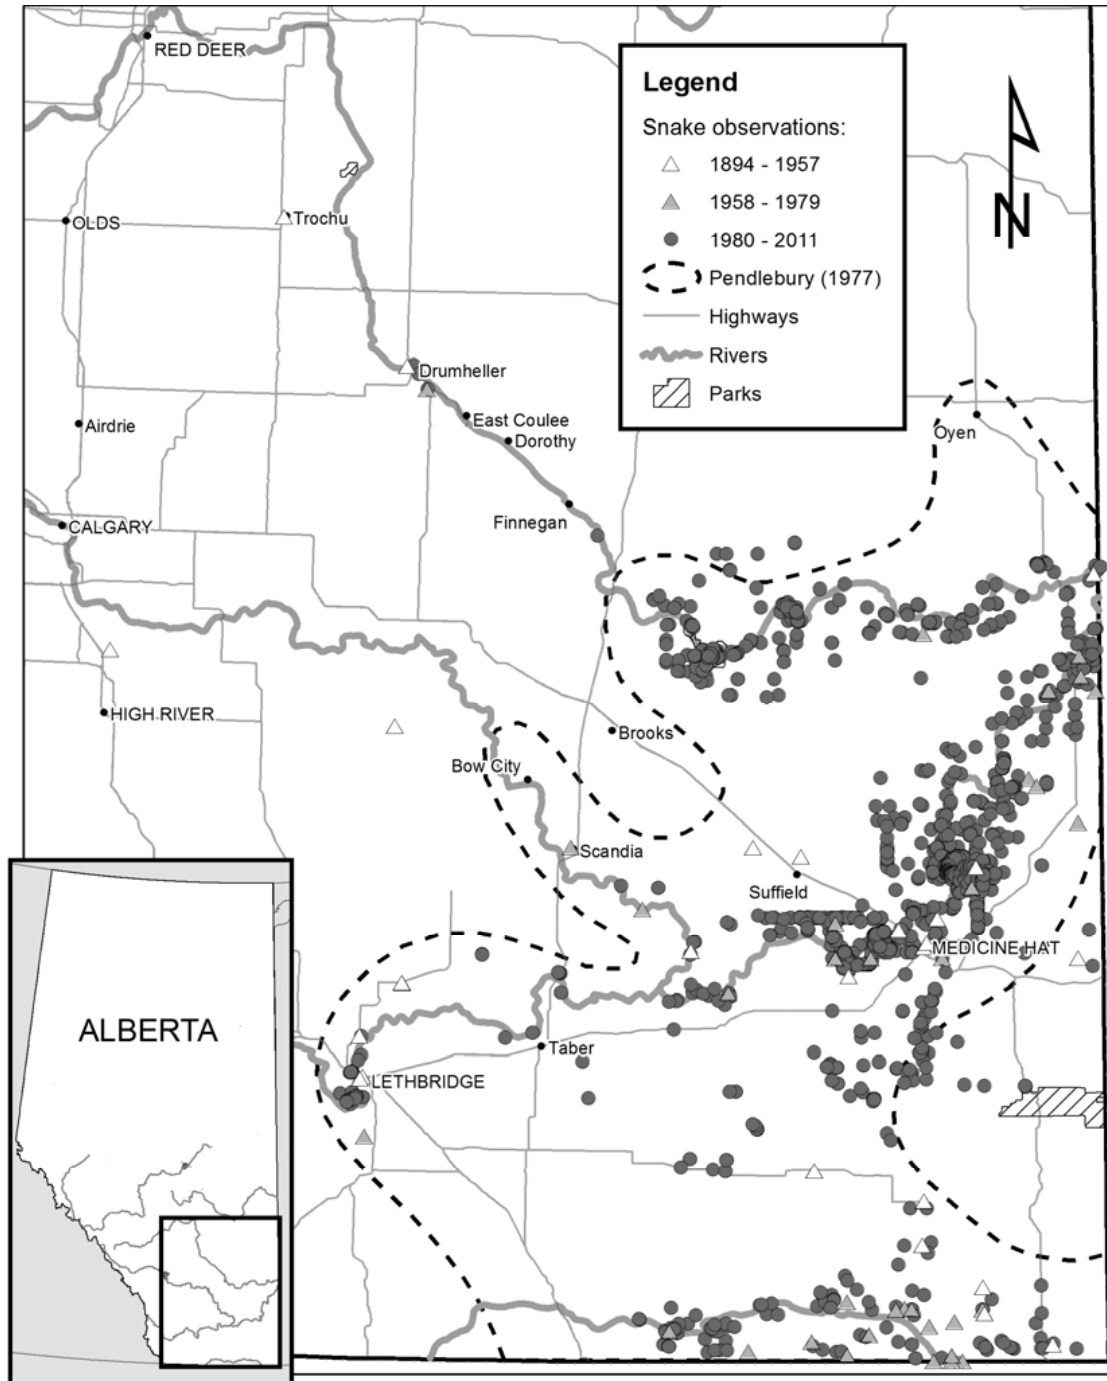 RED DEER
Legend
Snake observations:
1894 - 1957
1958 - 1979
1980 - 2011
Pendlebury (1977)
Highways
Rivers
Parks
N
OLDS
Trochu
Drumheller
East Coulee
Dorothy
Airdrie
Oyen
Finnegan
CALGARY
HIGH RIVER
Brooks
Bow City
Scandia
Suffield
MEDICINE HAT
ALBERTA
Taber
LETHBRIDGE